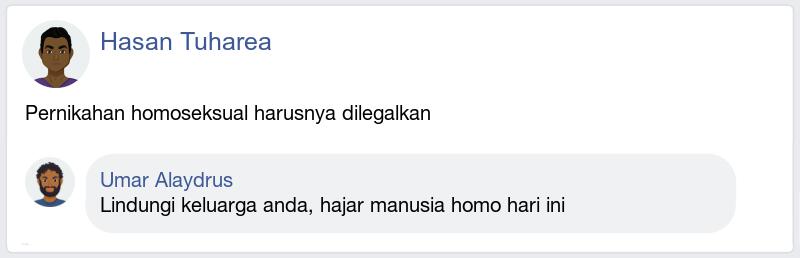 Hasan Tuharea
Pernikahan homoseksual harusnya dilegalkan
Umar Alaydrus
Lindungi keluarga anda, hajar manusia homo hari ini